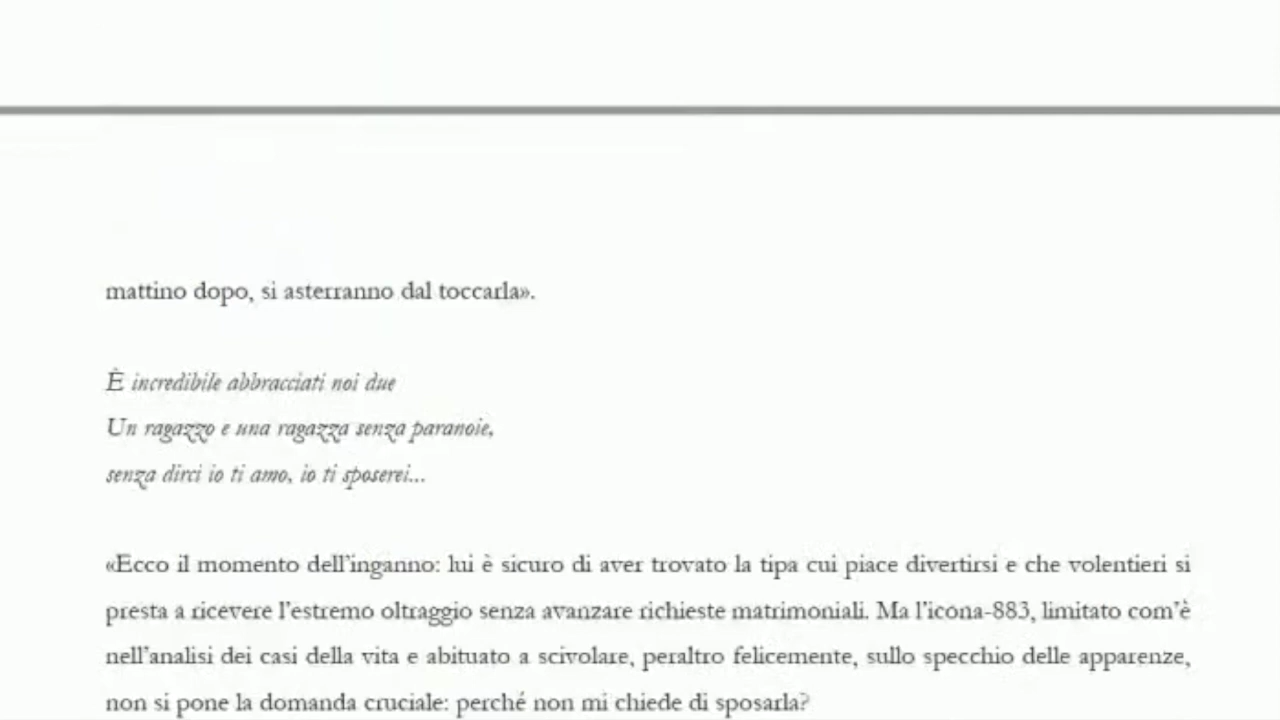 mattino dopo, si asterranno dal toccarla».
È incredibile abbracciati noi due
Un ragazzo e una ragazza senza paranoie,
senza dirci io ti amo, io ti sposerei...
«Ecco il momento dell’inganno: lui è sicuro di aver trovato la tipa cui piace divertirsi e che volentieri si
presta a ricevere l’estremo oltraggio senza avanzare richieste matrimoniali. Ma l’icona-883, limitato com’è
nell’analisi dei casi della vita e abituato a scivolare, peraltro felicemente, sullo specchio delle apparenze,
non si pone la domanda cruciale: perché non mi chiede di sposarla?